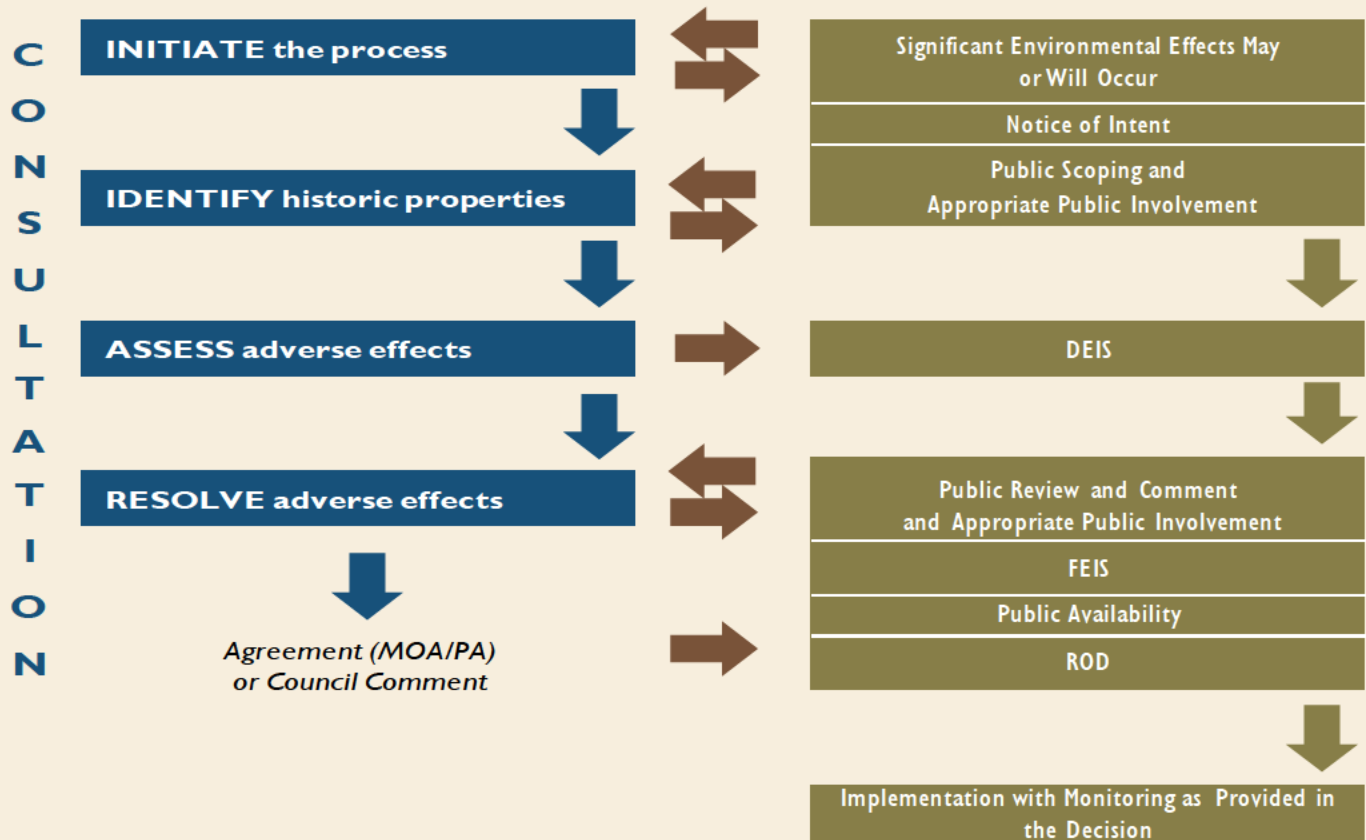 CONSULTATION
INITIATE the process
IDENTIFY historic properties
ASSESS adverse effects
RESOLVE adverse effects
Agreement (MOA/PA)
or Council Comment
Significant Environmental Effects May
or Will Occur
Notice of Intent
Public Scoping and
Appropriate Public Involvement
DEIS
Public Review and Comment
and Appropriate Public Involvement
FEIS
Public Availability
ROD
Implementation with Monitoring as Provided in
the Decision